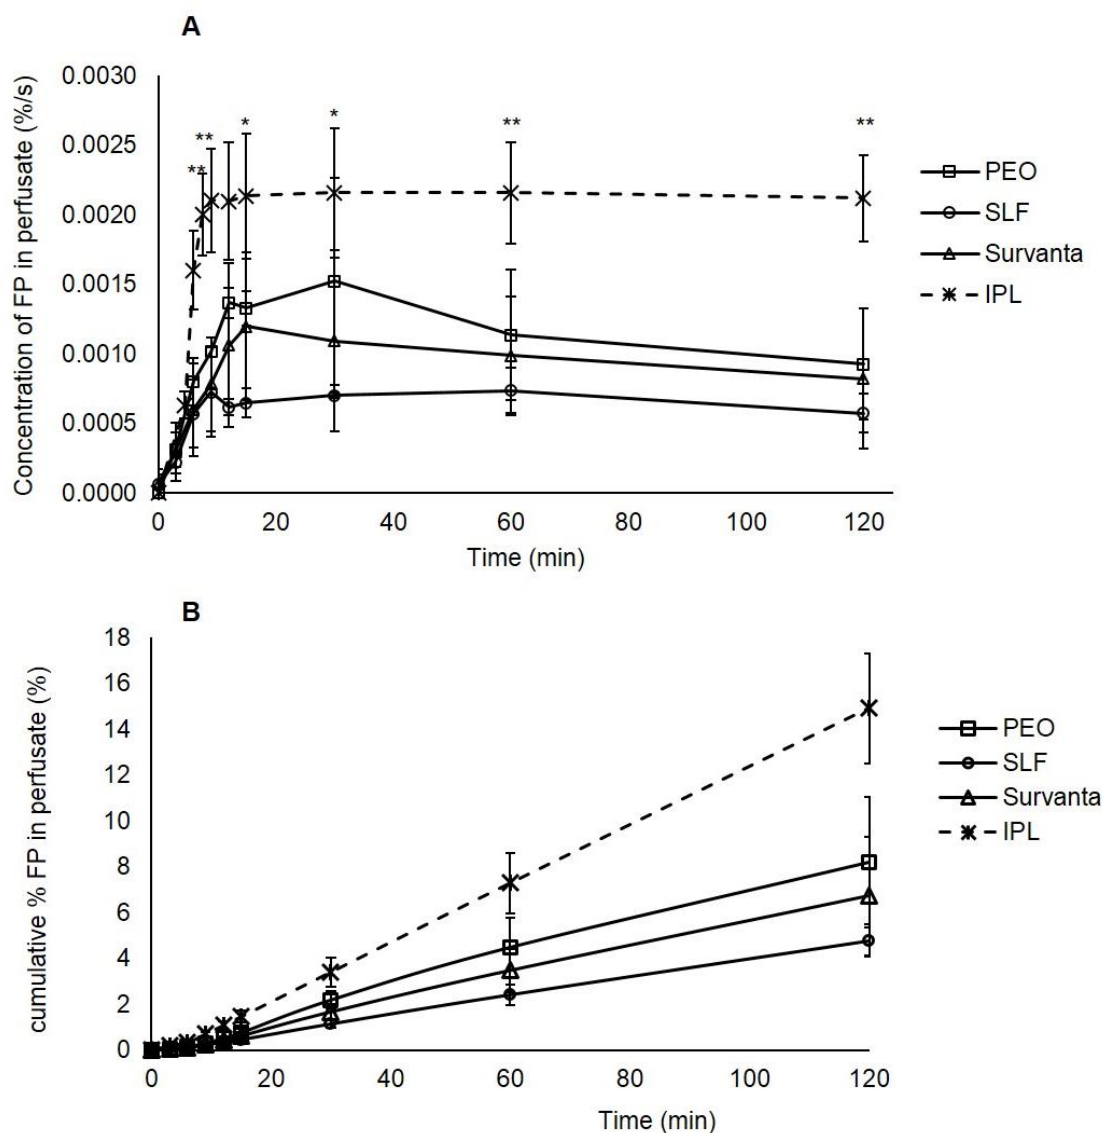 A
Concentration of FP in perfusate (%/s)
0.0030
0.0025
0.0020
0.0015
0.0010
0.0005
0.0000
**
**
*
*
**
**
0
20
40
60
80
100
120
Time (min)
PEO
SLF
Survanta
IPL
B
cumulative % FP in perfusate (%)
18
16
14
12
10
8
6
4
2
0
0
20
40
60
80
100
120
Time (min)
PEO
SLF
Survanta
IPL